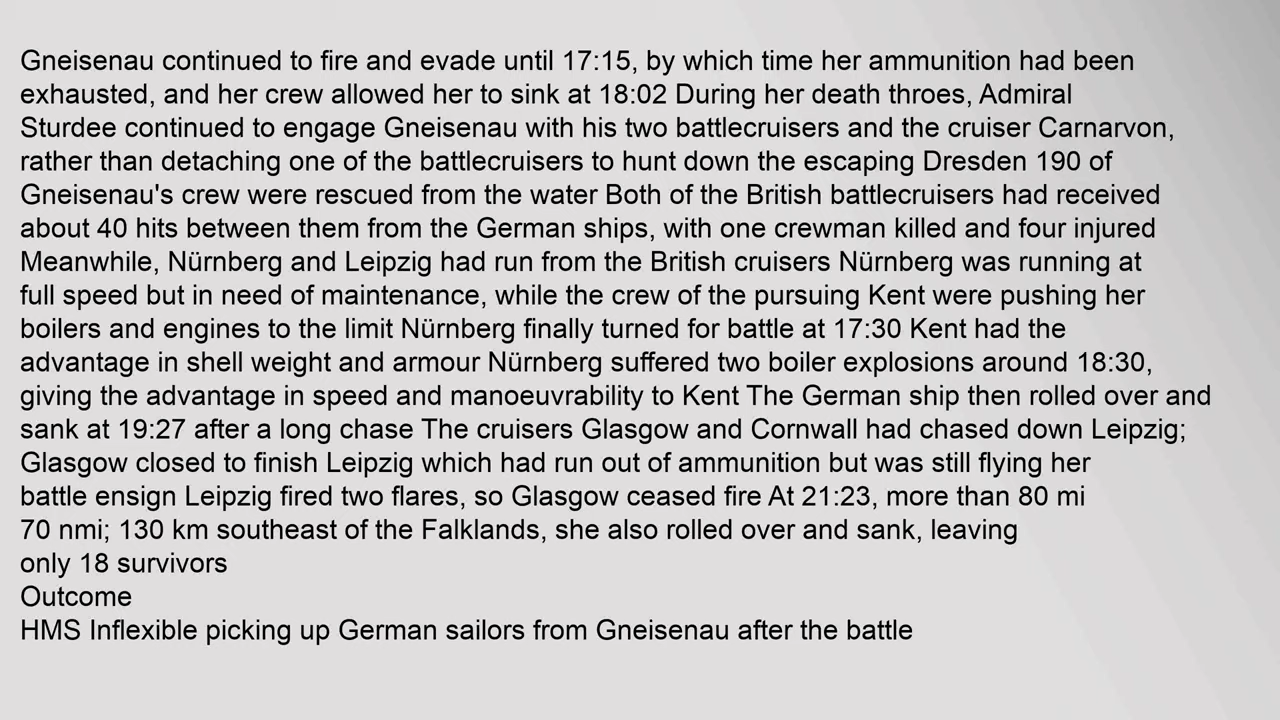 Gneisenau continued to fire and evade until 17:15, by which time her ammunition had been
exhausted, and her crew allowed her to sink at 18:02 During her death throes, Admiral
Sturdee continued to engage Gneisenau with his two battlecruisers and the cruiser Carnarvon,
rather than detaching one of the battlecruisers to hunt down the escaping Dresden 190 of
Gneisenau's crew were rescued from the water Both of the British battlecruisers had received
about 40 hits between them from the German ships, with one crewman killed and four injured
Meanwhile, Nürnberg and Leipzig had run from the British cruisers Nürnberg was running at
full speed but in need of maintenance, while the crew of the pursuing Kent were pushing her
boilers and engines to the limit Nürnberg finally turned for battle at 17:30 Kent had the
advantage in shell weight and armour Nürnberg suffered two boiler explosions around 18:30,
giving the advantage in speed and manoeuvrability to Kent The German ship then rolled over and
sank at 19:27 after a long chase The cruisers Glasgow and Cornwall had chased down Leipzig;
Glasgow closed to finish Leipzig which had run out of ammunition but was still flying her
battle ensign Leipzig fired two flares, so Glasgow ceased fire At 21:23, more than 80 mi
70 nmi; 130 km southeast of the Falklands, she also rolled over and sank, leaving
only 18 survivors
Outcome
HMS Inflexible picking up German sailors from Gneisenau after the battle